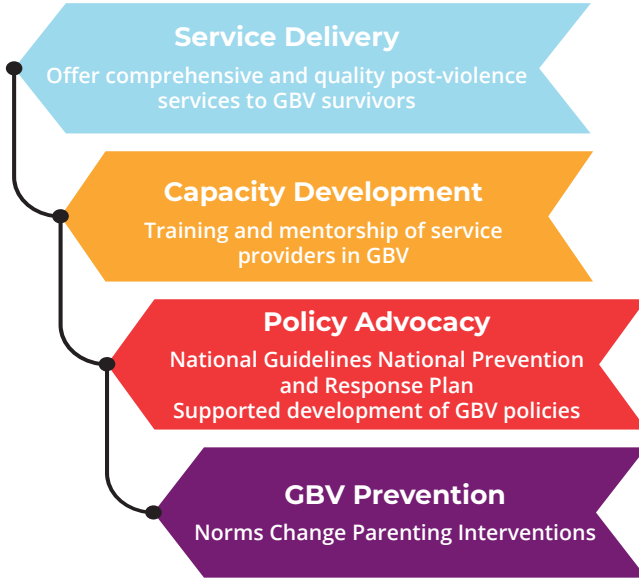 Service Delivery
Offer comprehensive and quality post-violence
services to GBV survivors
Capacity Development
Training and mentorship of service
providers in GBV
Policy Advocacy
National Guidelines National Prevention
and Response Plan
Supported development of GBV policies
GBV Prevention
Norms Change Parenting Interventions